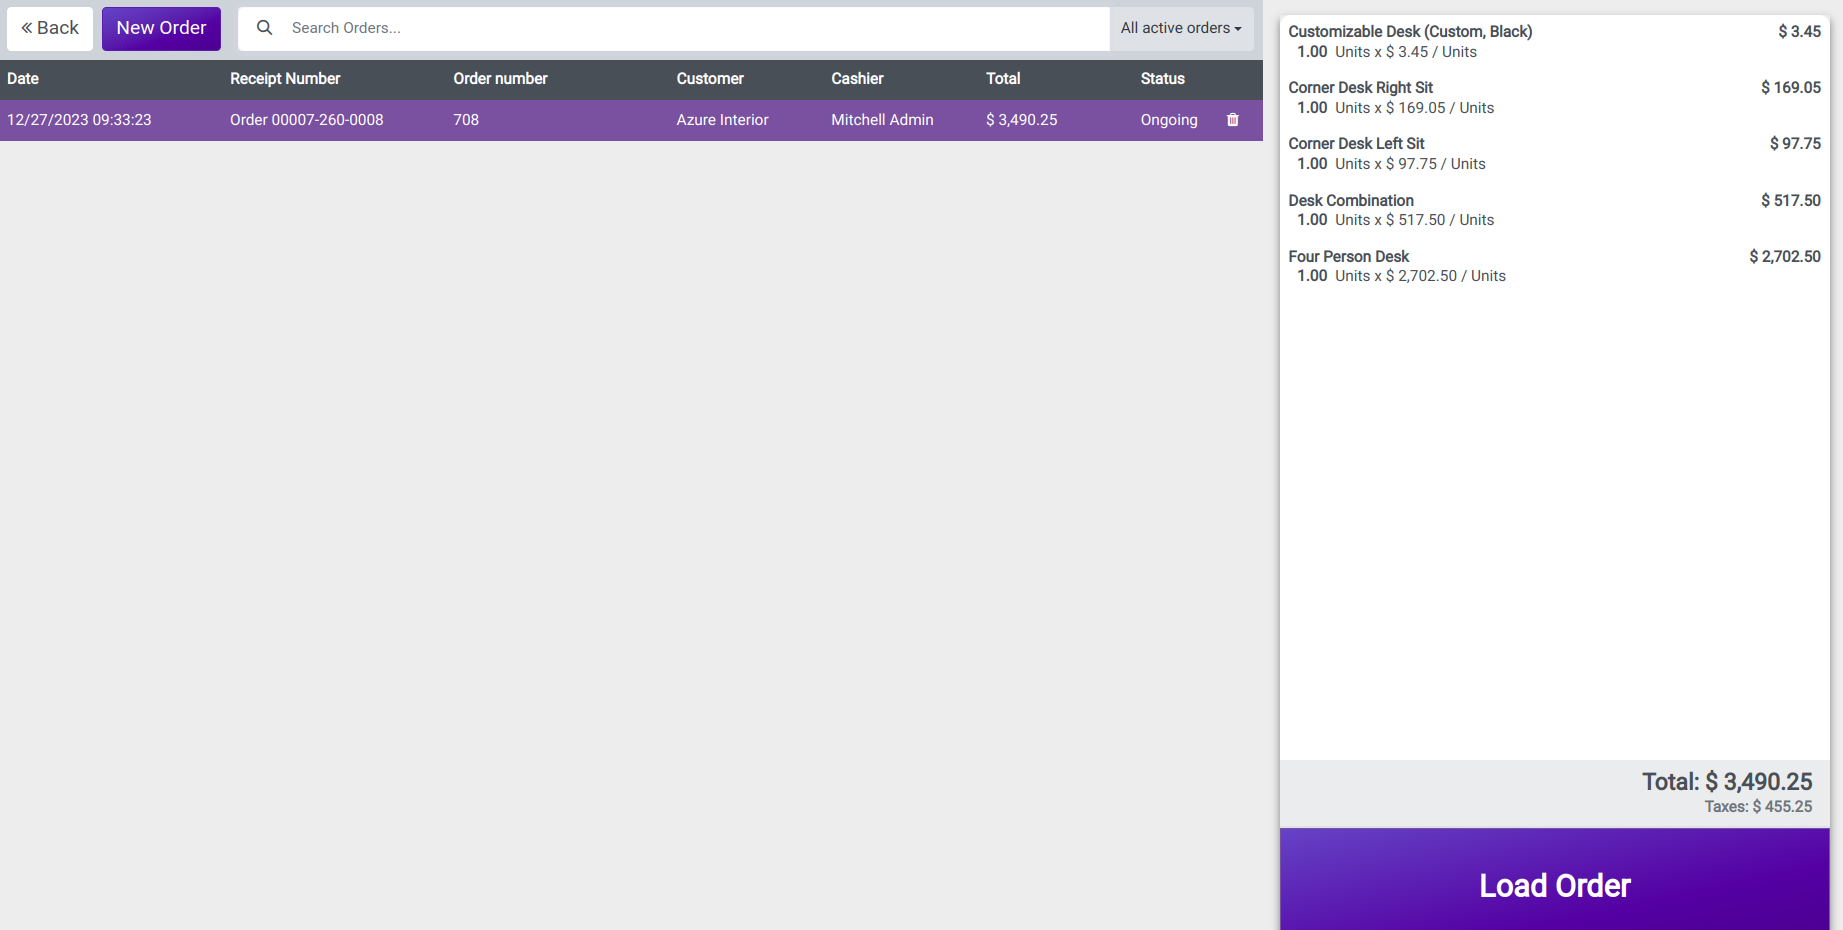 « Back New Order Search Orders... All active orders
Date Receipt Number Order number Customer Cashier Total Status
12/27/2023 09:33:23 Order 00007-260-0008 708 Azure Interior Mitchell Admin $ 3,490.25 Ongoing
Customizable Desk (Custom, Black) $ 3.45
1.00 Units x $ 3.45 / Units
Corner Desk Right Sit $ 169.05
1.00 Units x $ 169.05 / Units
Corner Desk Left Sit $ 97.75
1.00 Units x $ 97.75 / Units
Desk Combination $ 517.50
1.00 Units x $ 517.50 / Units
Four Person Desk $ 2,702.50
1.00 Units x $ 2,702.50 / Units
Total: $ 3,490.25
Taxes: $ 455.25
Load Order